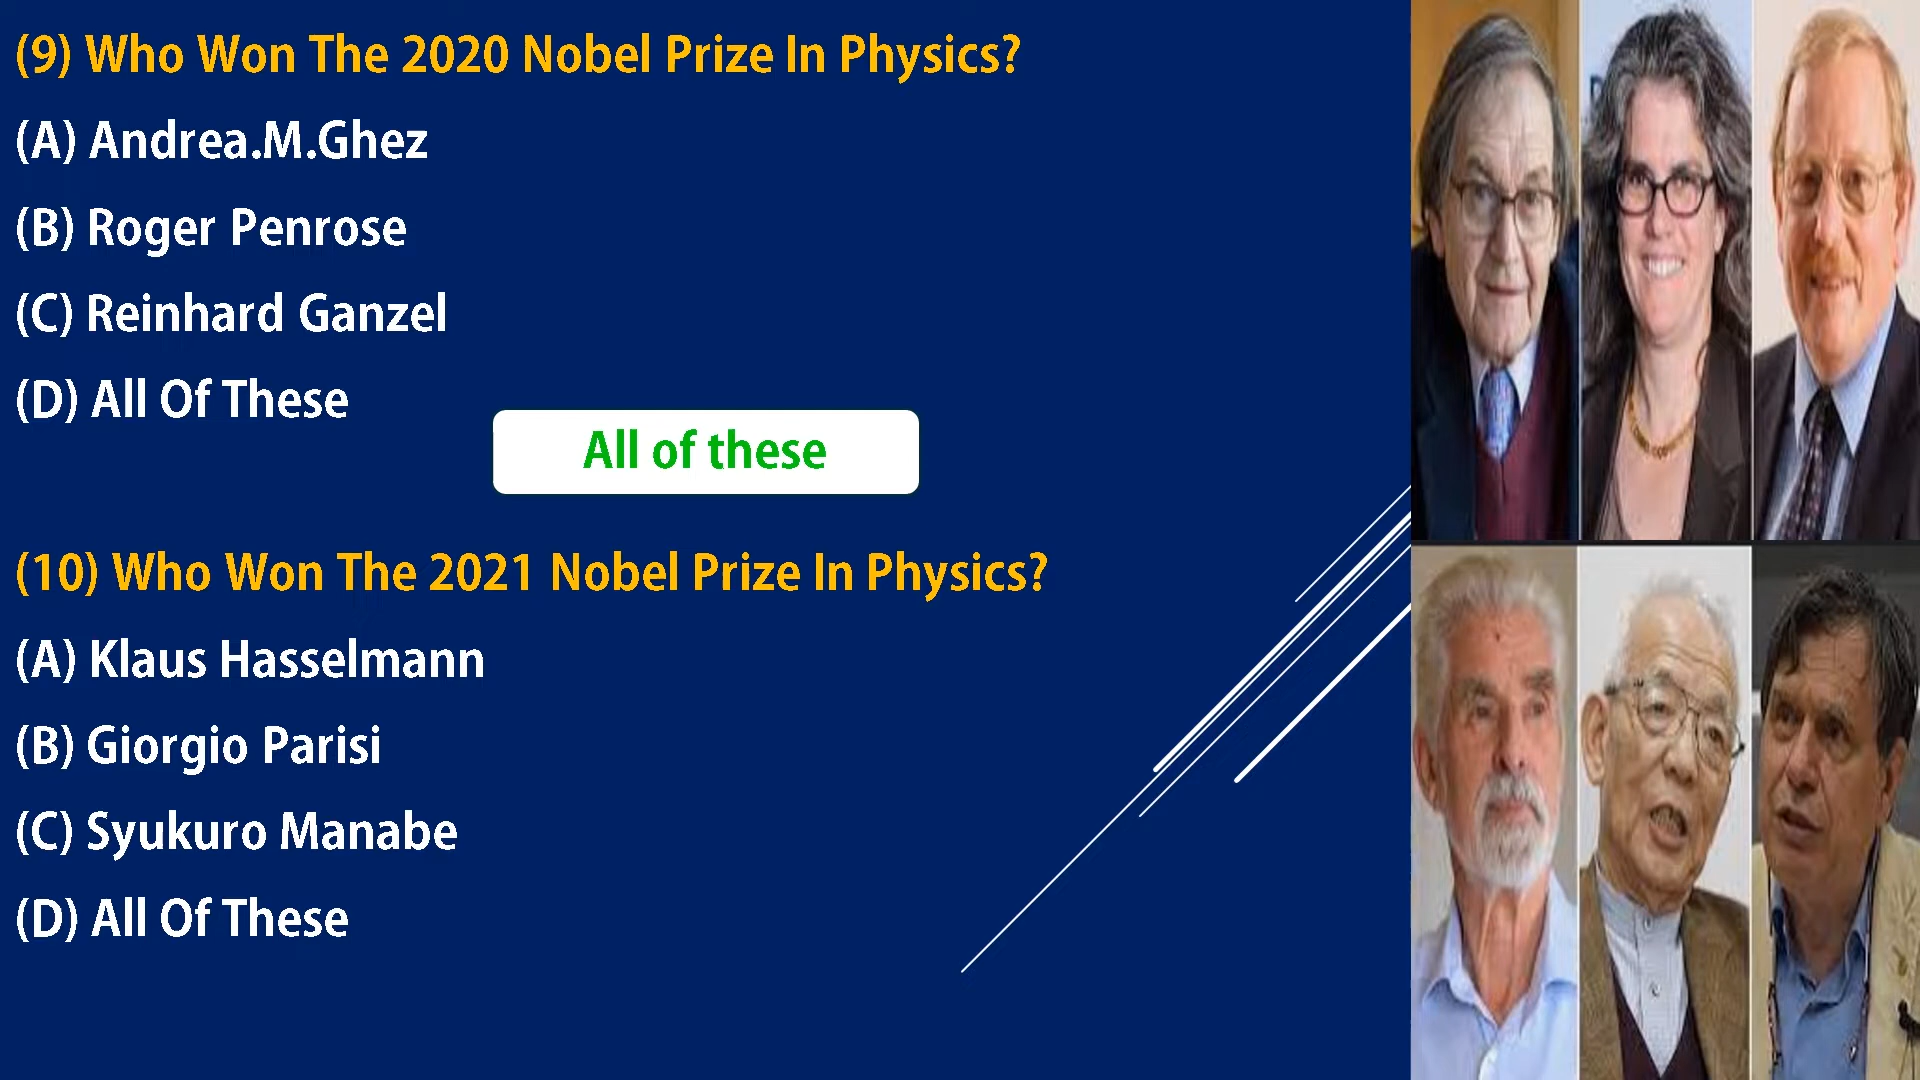 (9) Who Won The 2020 Nobel Prize In Physics?
(A) Andrea.M.Ghez
(B) Roger Penrose
(C) Reinhard Ganzel
(D) All Of These
All of these
(10) Who Won The 2021 Nobel Prize In Physics?
(A) Klaus Hasselmann
(B) Giorgio Parisi
(C) Syukuro Manabe
(D) All Of These